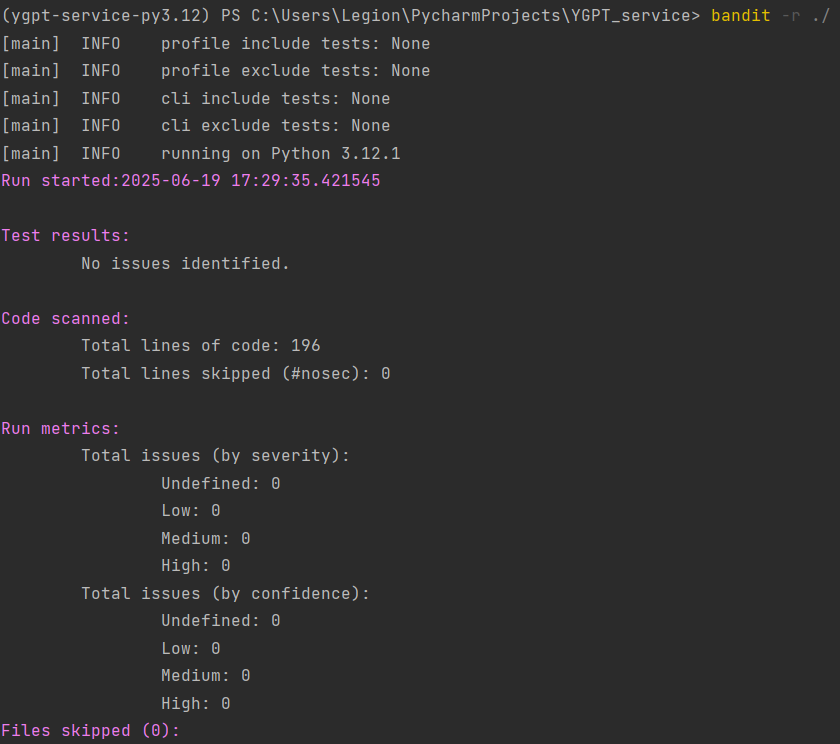 (ygpt-service-py3.12) PS C:\Users\Legion\PycharmProjects\YGPT_service> bandit -r ./
[main]  INFO    profile include tests: None
[main]  INFO    profile exclude tests: None
[main]  INFO    cli include tests: None
[main]  INFO    cli exclude tests: None
[main]  INFO    running on Python 3.12.1
Run started:2025-06-19 17:29:35.421545
Test results:
No issues identified.
Code scanned:
Total lines of code: 196
Total lines skipped (#nosec): 0
Run metrics:
Total issues (by severity):
Undefined: 0
Low: 0
Medium: 0
High: 0
Total issues (by confidence):
Undefined: 0
Low: 0
Medium: 0
High: 0
Files skipped (0):